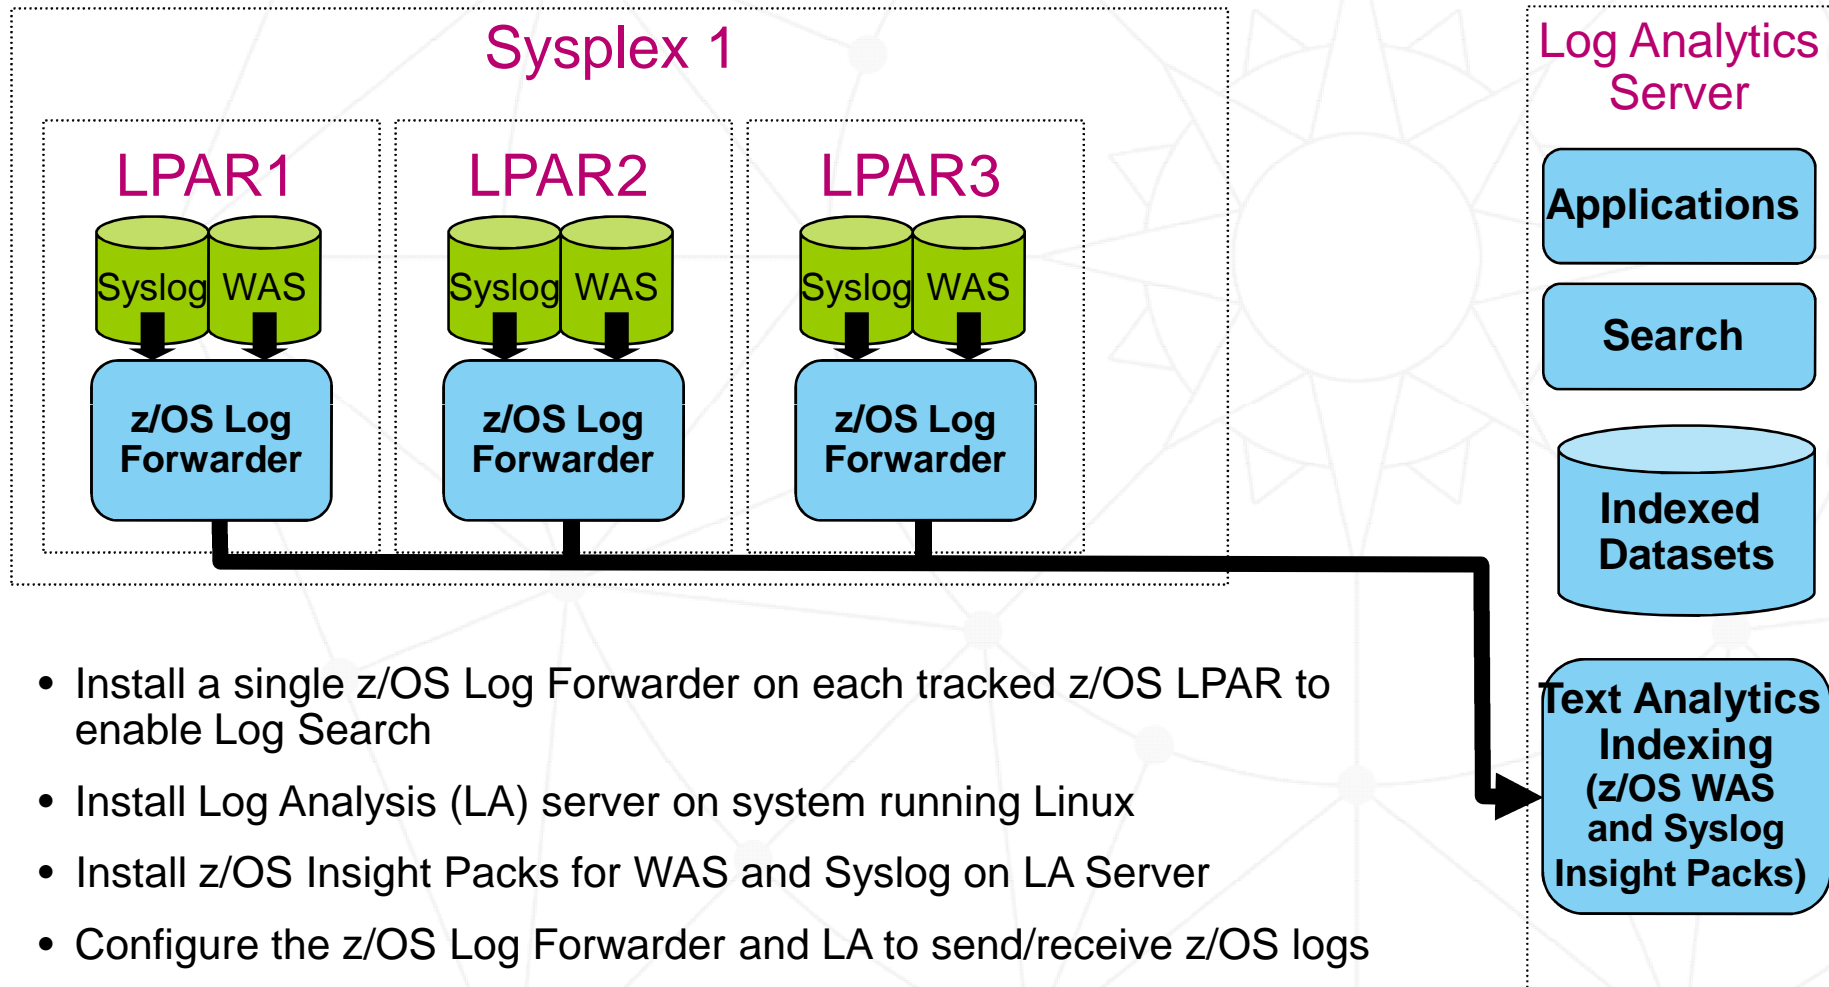 Sysplex 1
LPAR1
Syslog WAS
z/OS Log
Forwarder
LPAR2
Syslog WAS
z/OS Log
Forwarder
LPAR3
Syslog WAS
z/OS Log
Forwarder
Log Analytics
Server
Applications
Search
Indexed
Datasets
Text Analytics
Indexing
(z/OS WAS
and Syslog
Insight Packs)
• Install a single z/OS Log Forwarder on each tracked z/OS LPAR to
enable Log Search
• Install Log Analysis (LA) server on system running Linux
• Install z/OS Insight Packs for WAS and Syslog on LA Server
• Configure the z/OS Log Forwarder and LA to send/receive z/OS logs